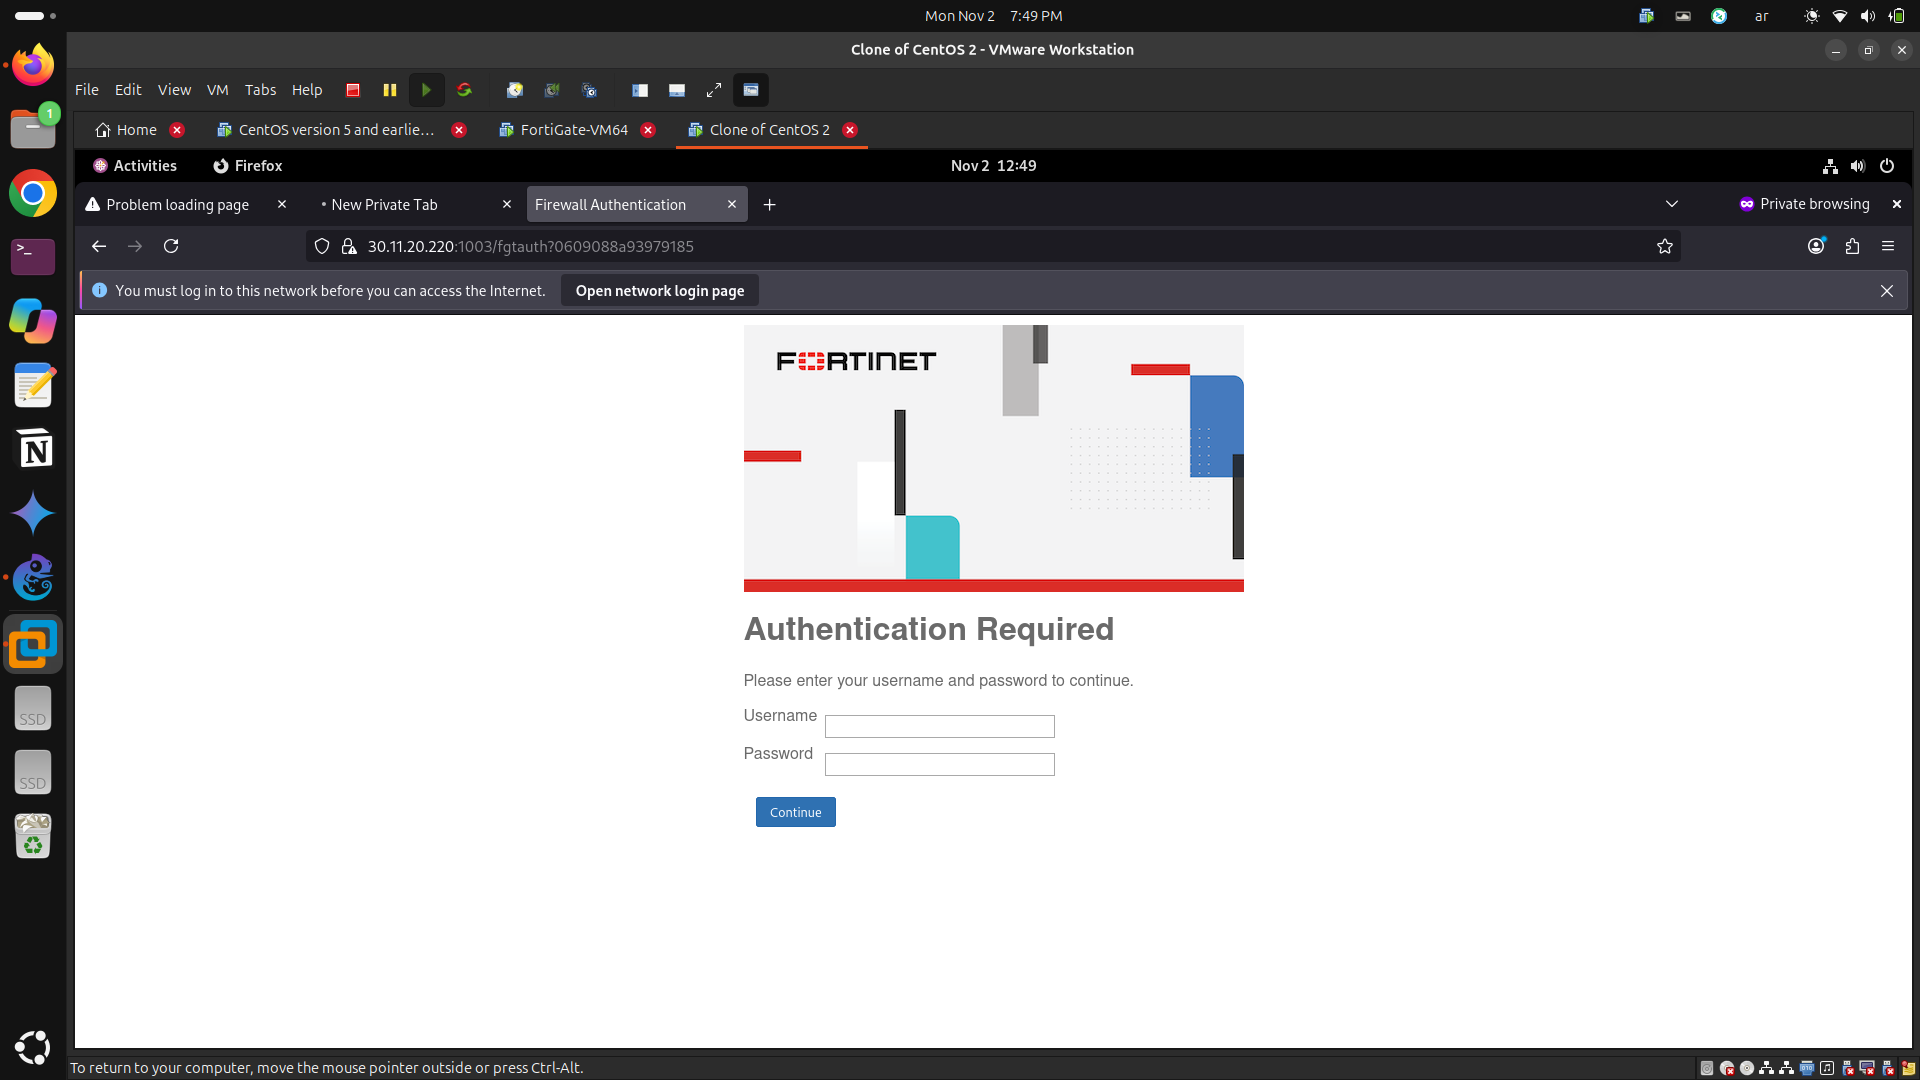 Mon Nov 2 7:49 PM
ar
Clone of CentOS 2 - VMware Workstation
File Edit View VM Tabs Help
1
Home
CentOS version 5 and earlie...
FortiGate-VM64
Clone of CentOS 2
Activities
Firefox
Nov 2 12:49
Problem loading page
New Private Tab
Firewall Authentication
Private browsing
30.11.20.220:1003/fgtauth?0609088a93979185
You must log in to this network before you can access the Internet.
Open network login page
FORTINET
Authentication Required
Please enter your username and password to continue.
Username
Password
Continue
SSD
SSD
To return to your computer, move the mouse pointer outside or press Ctrl-Alt.